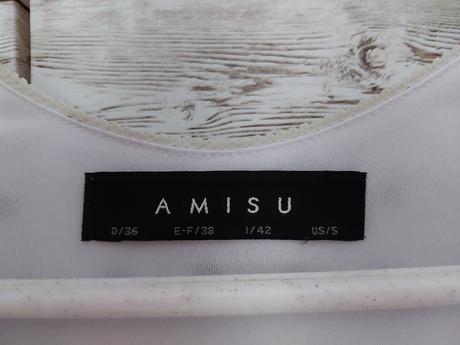 AMISU
D/36 E-F/38 I/42 US/S